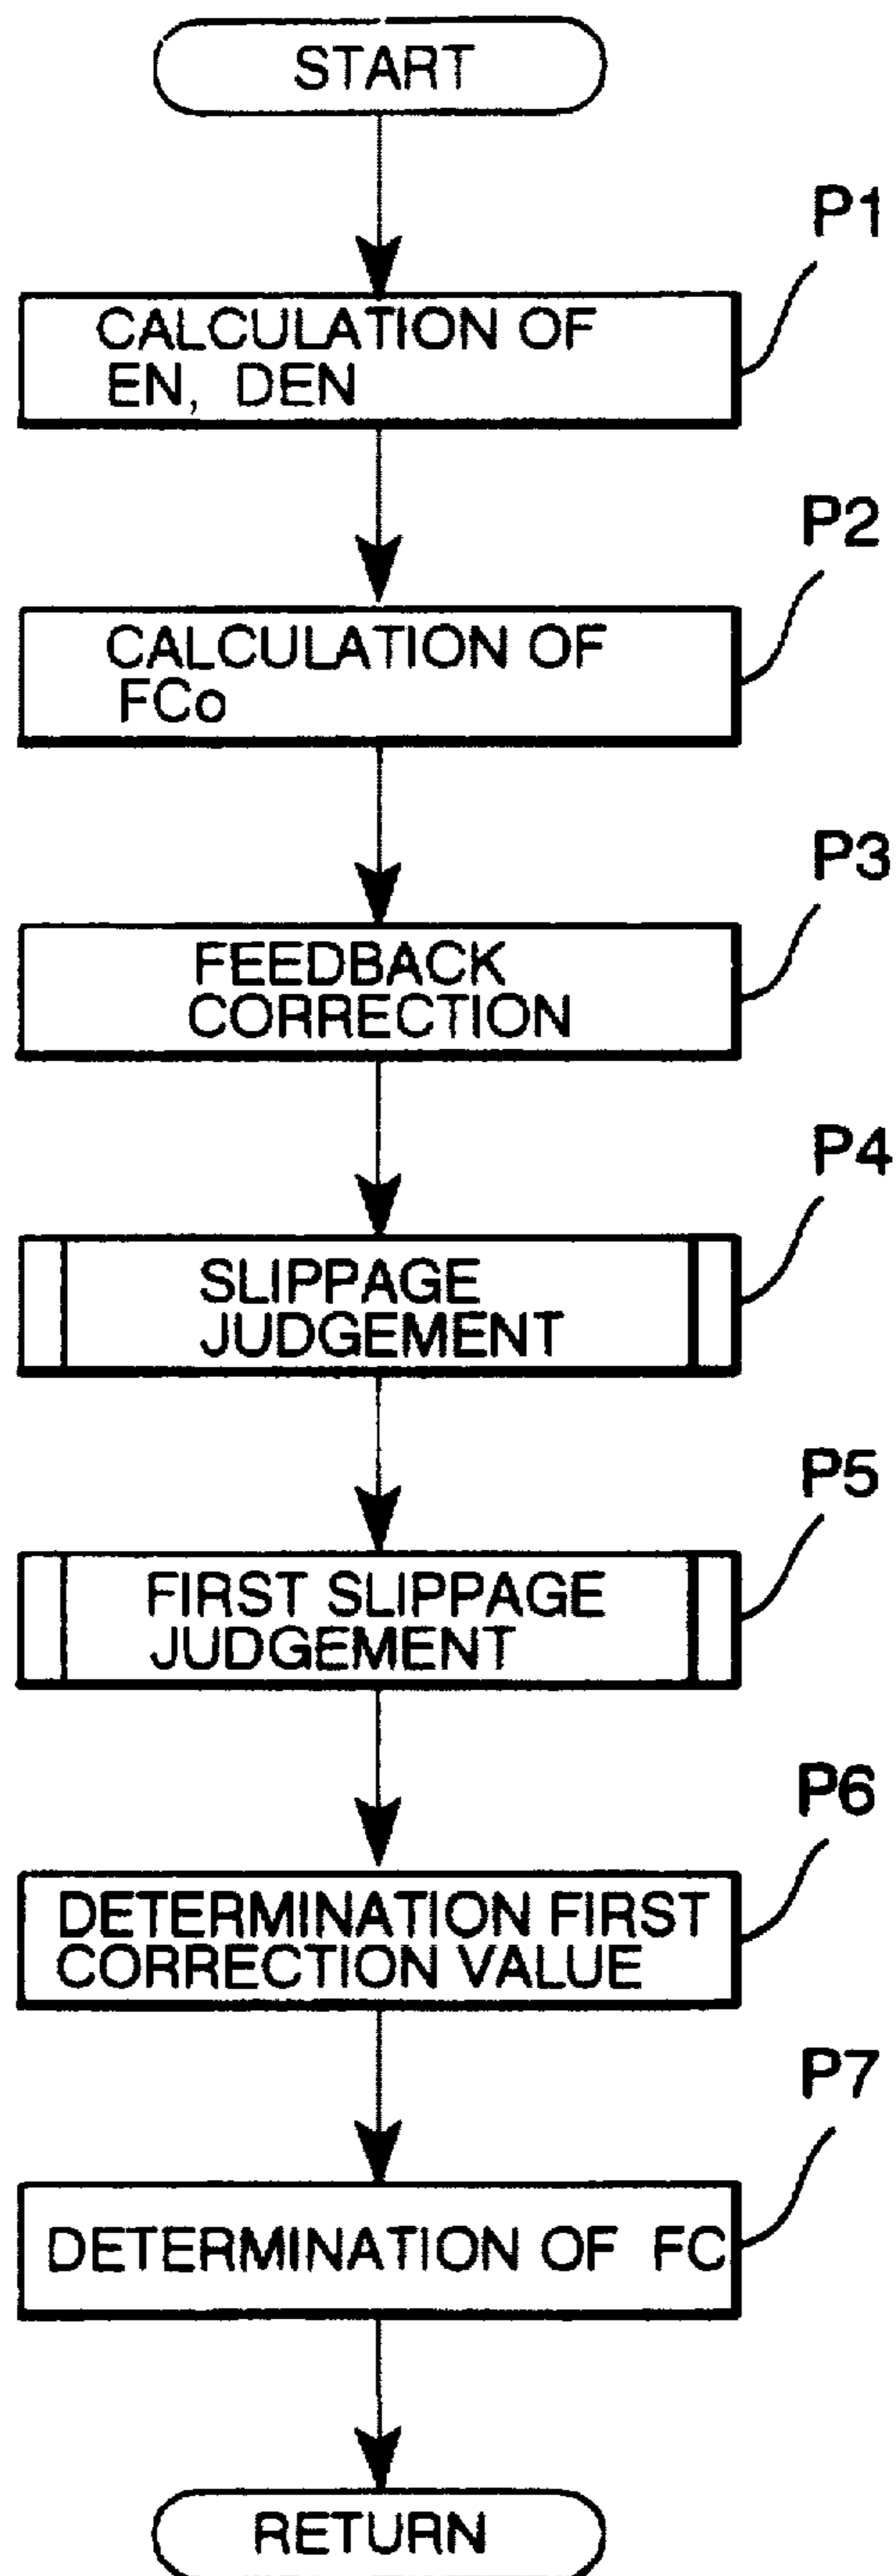 START
P1
CALCULATION OF
EN, DEN
P2
CALCULATION OF
FCo
P3
FEEDBACK
CORRECTION
P4
SLIPPAGE
JUDGEMENT
P5
FIRST SLIPPAGE
JUDGEMENT
P6
DETERMINATION FIRST
CORRECTION VALUE
P7
DETERMINATION OF FC
RETURN